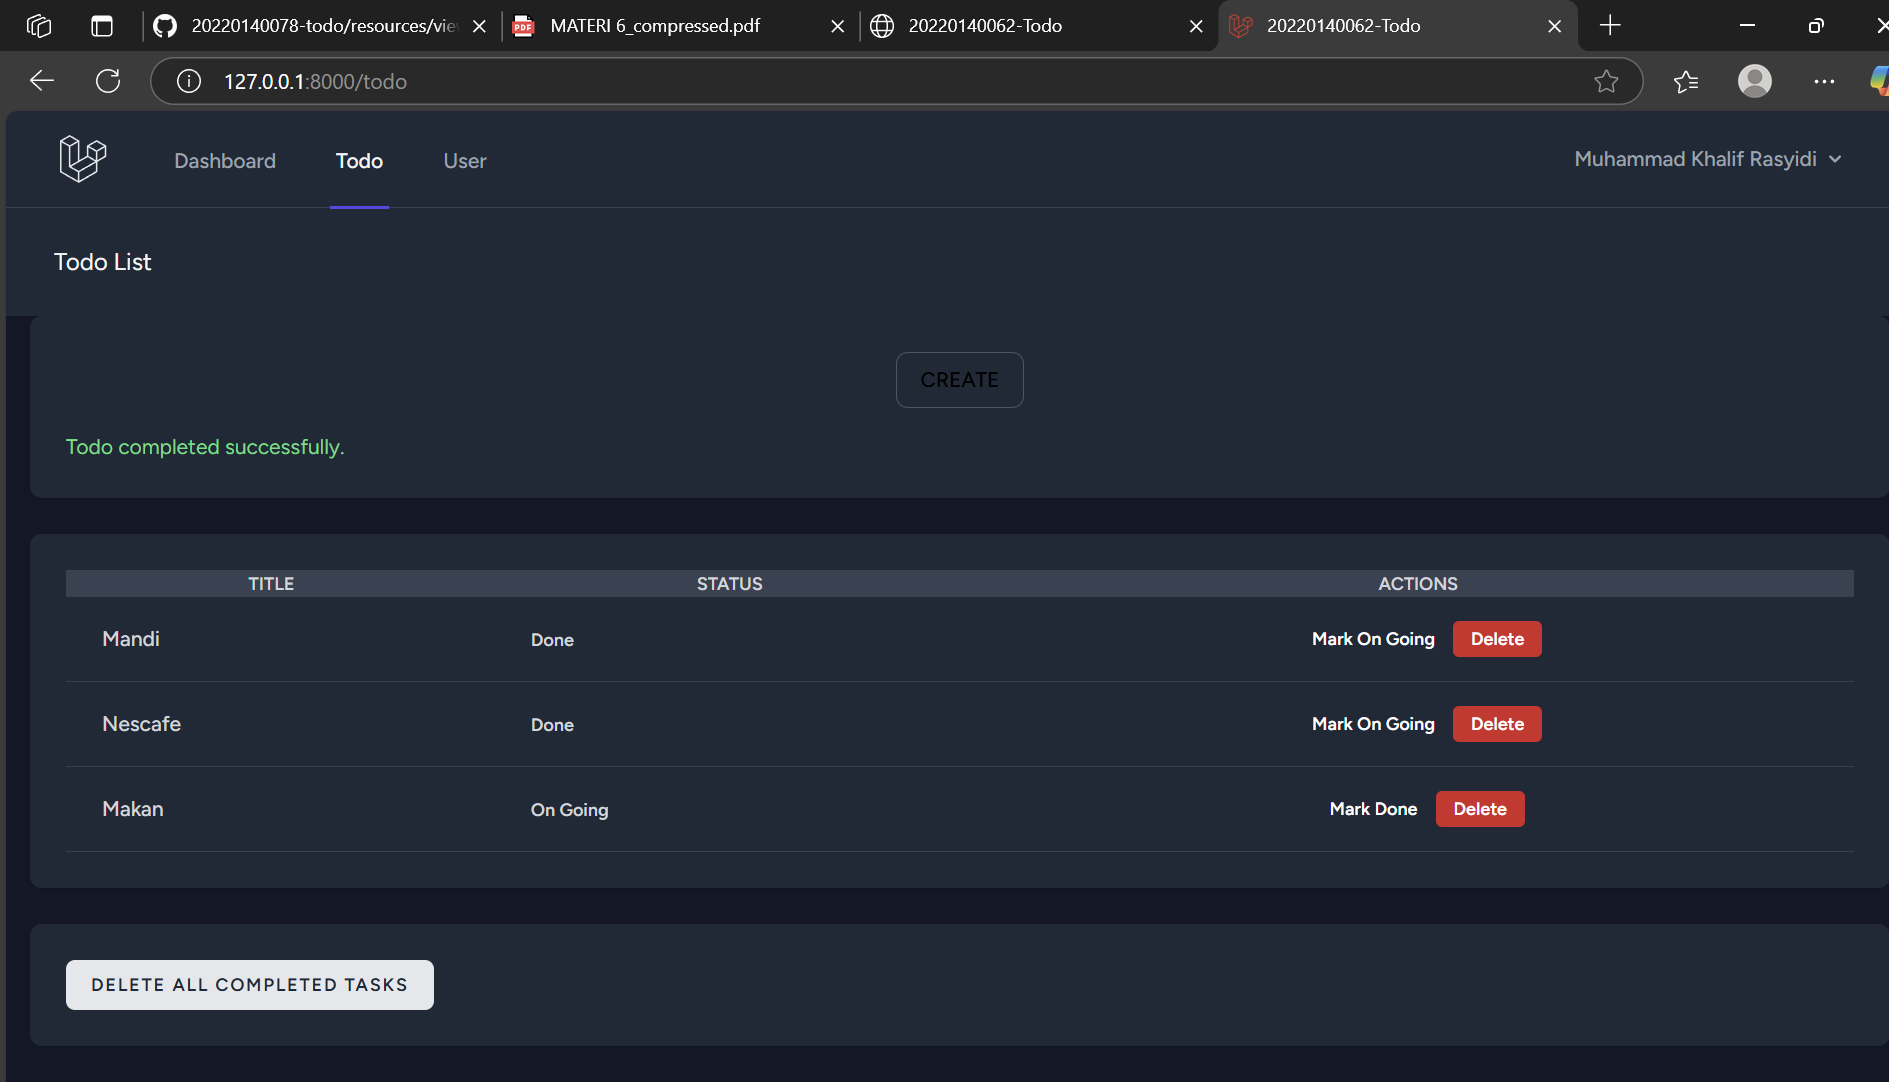 20220140078-todo/resources/vie
MATERI 6_compressed.pdf
20220140062-Todo
20220140062-Todo
127.0.0.1:8000/todo
Dashboard
Todo
User
Muhammad Khalif Rasyidi
Todo List
CREATE
Todo completed successfully.
TITLE STATUS ACTIONS
Mandi Done Mark On Going Delete
Nescafe Done Mark On Going Delete
Makan On Going Mark Done Delete
DELETE ALL COMPLETED TASKS